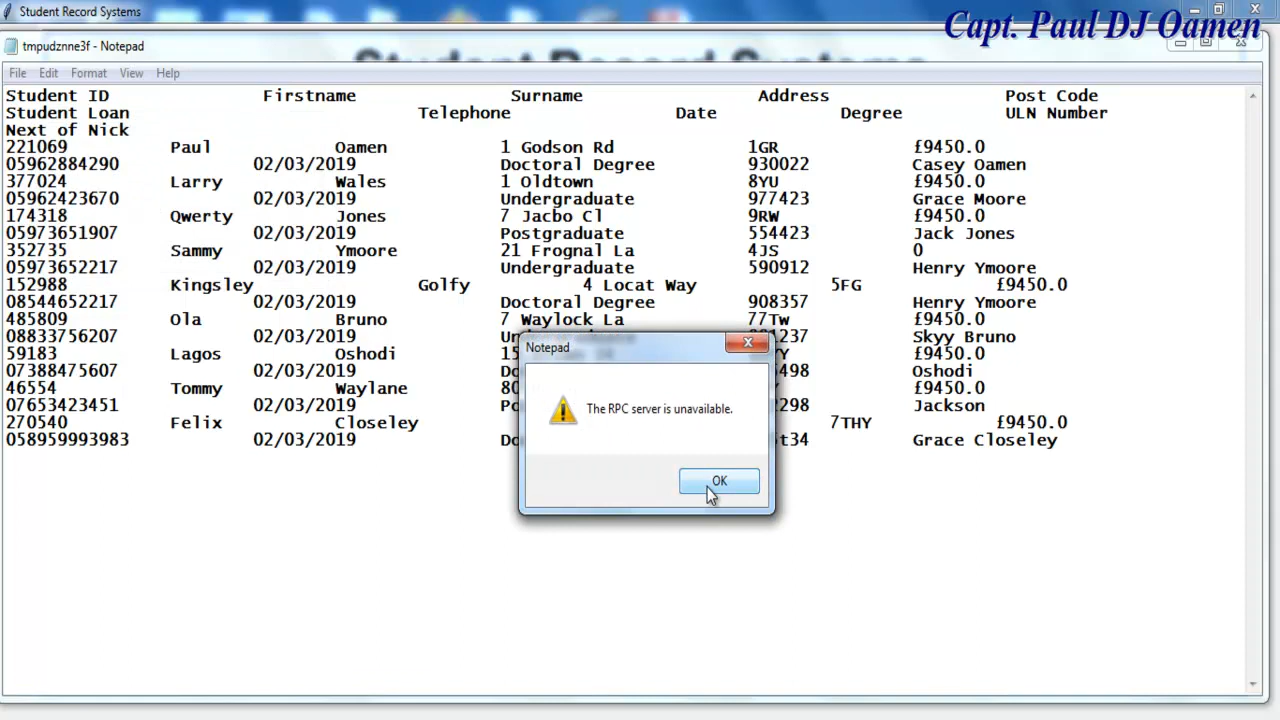 Student Record Systems
Capt. Paul DJ Oamen
tmpudznne3f - Notepad
File Edit Format View Help
Student ID Firstname Surname Address Post Code
Student Loan Telephone Date Degree ULN Number
Next of Nick
221069 Paul Oamen 1 Godson Rd 1GR £9450.0
05962884290 02/03/2019 Doctoral Degree 930022 Casey Oamen
377024 Larry Wales 1 Oldtown 8YU £9450.0
05962423670 02/03/2019 Undergraduate 977423 Grace Moore
174318 Qwerty Jones 7 Jacbo Cl 9RW £9450.0
05973651907 02/03/2019 Postgraduate 554423 Jack Jones
352735 Sammy Ymoore 21 Frognal La 4JS 0
05973652217 02/03/2019 Undergraduate 590912 Henry Ymoore
152988 Kingsley Golfy 4 Locat Way 5FG £9450.0
08544652217 02/03/2019 Doctoral Degree 908357 Henry Ymoore
485809 Ola Bruno 7 Waylock La 77Tw £9450.0
08833756207 02/03/2019 Skyy Bruno
59183 Lagos Oshodi £9450.0
07388475607 02/03/2019 Oshodi
46554 Tommy Waylane £9450.0
07653423451 02/03/2019 Jackson
270540 Felix Closeley 7THY £9450.0
058959993983 02/03/2019 Grace Closeley
Notepad
The RPC server is unavailable.
OK